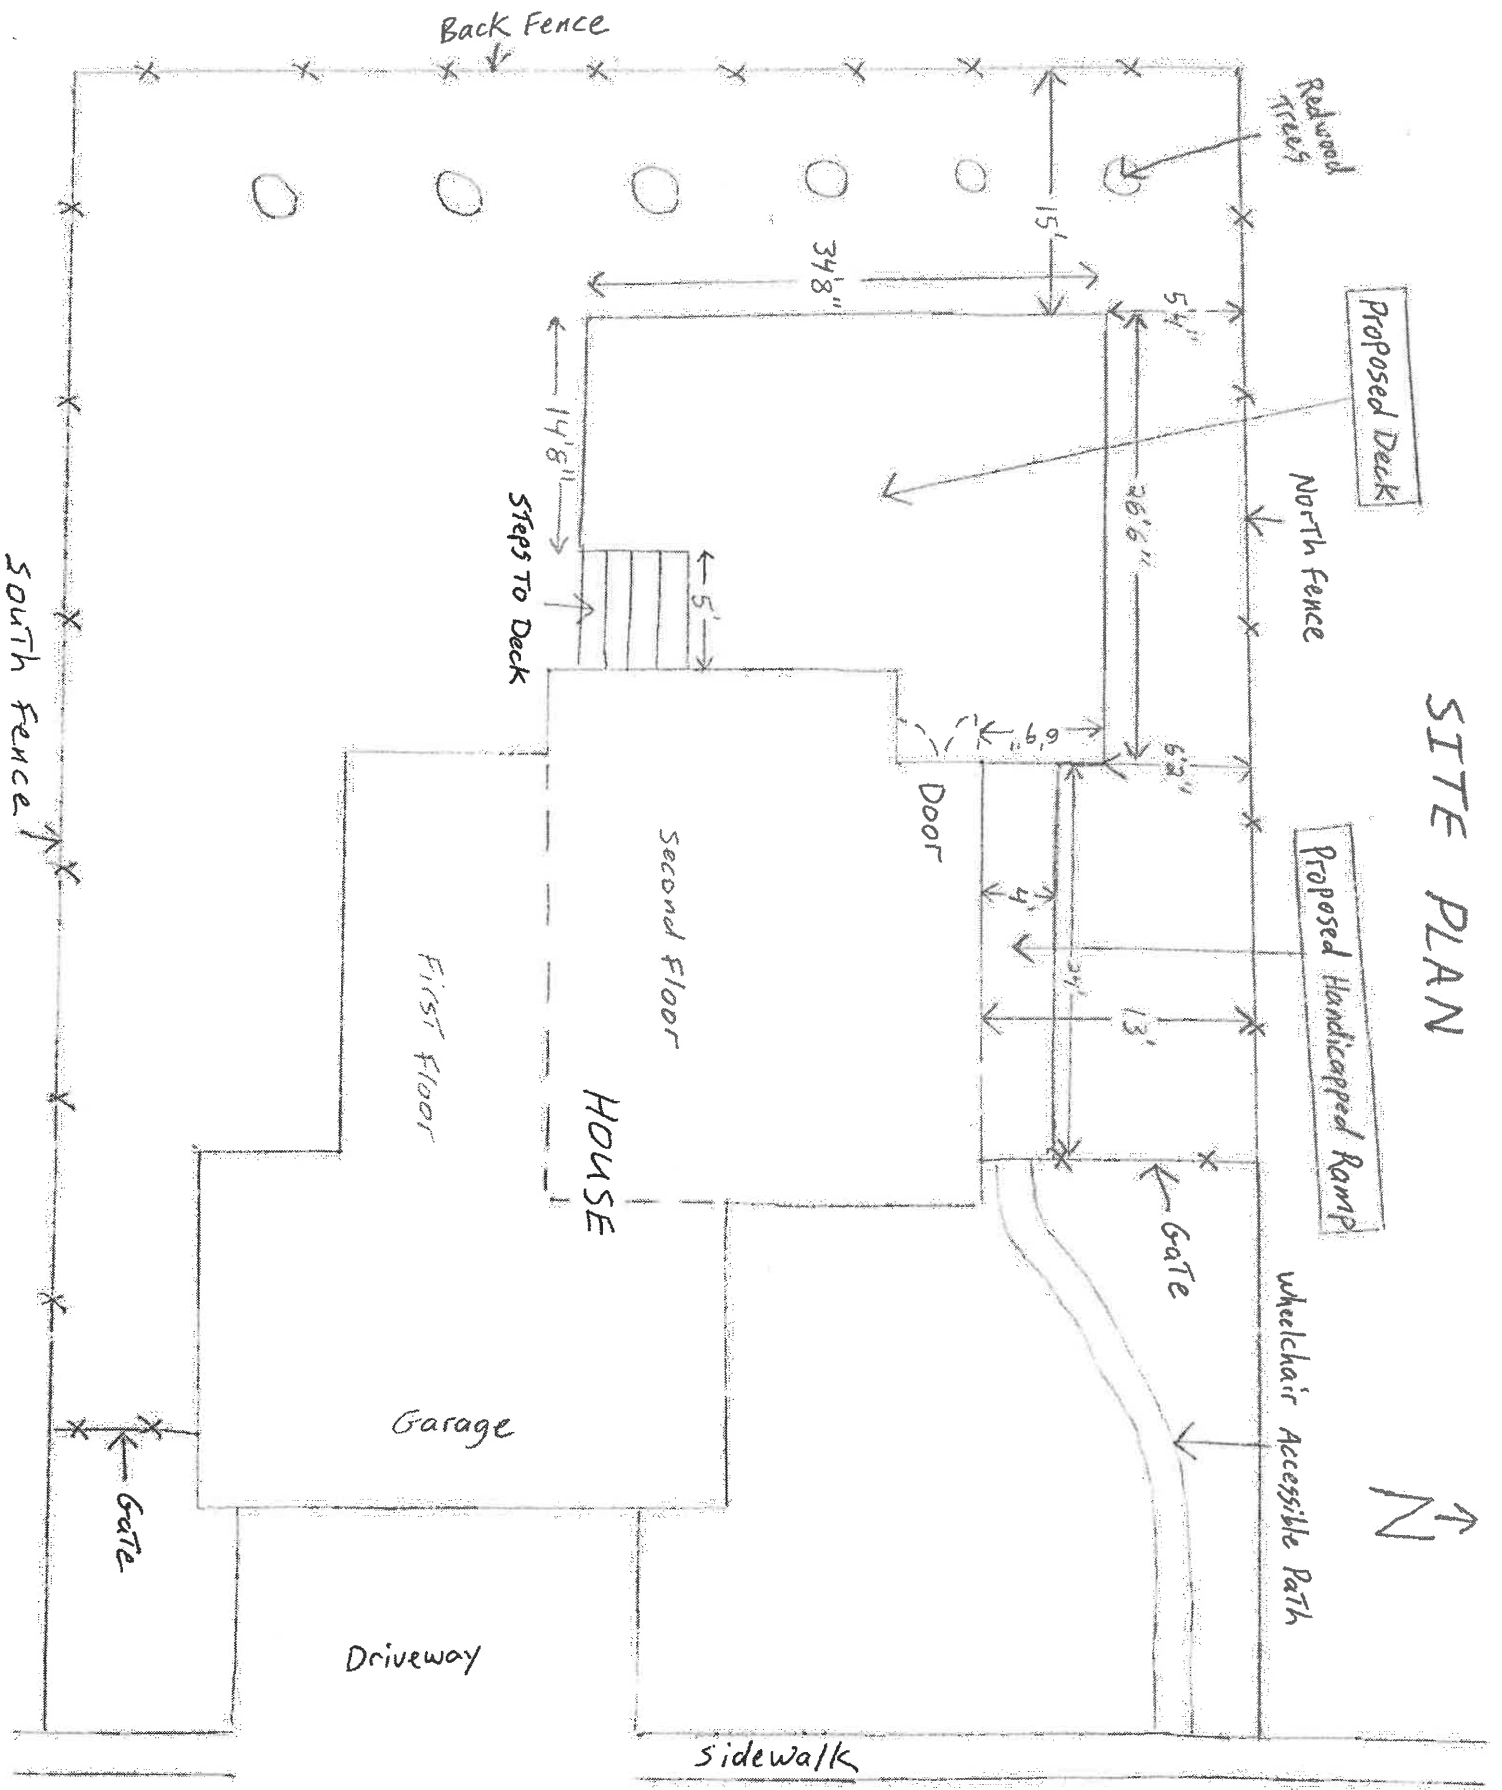 SITE PLAN
N
Back Fence
Redwood
Trees
15'
34'8"
5'4"
Proposed Deck
14'8"
26'6"
North Fence
Steps To Deck
5'
South Fence
6'9"
6'2"
Door
Proposed Handicapped Ramp
4'
24'
13'
Second Floor
First Floor
HOUSE
Gate
Wheelchair Accessible Path
Garage
Gate
Driveway
Sidewalk